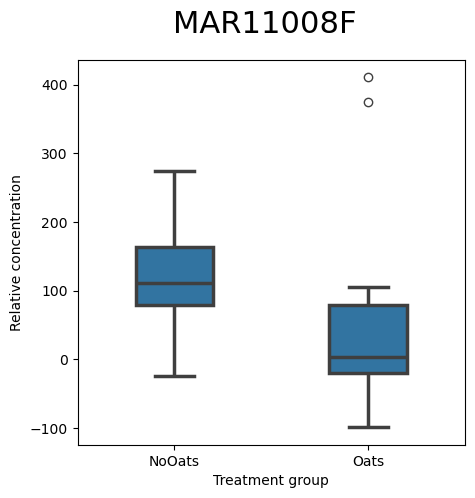 MAR11008F
Relative concentration
400
300
200
100
0
−100
NoOats
Oats
Treatment group